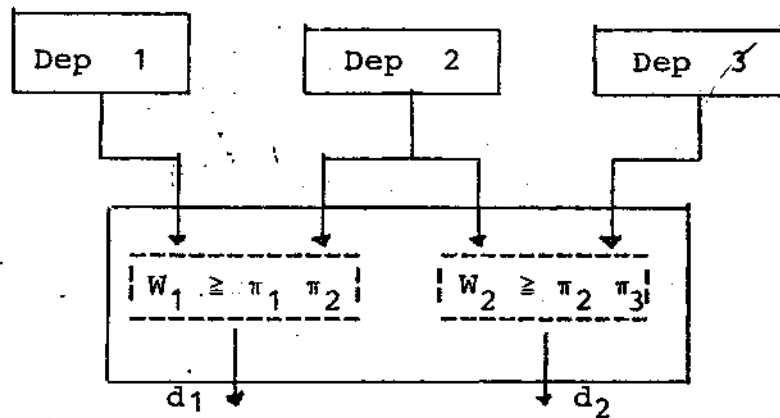 Dep 1 Dep 2 Dep 3
W₁ ≧ π₁ π₂ W₂ ≧ π₂ π₃
d₁ d₂